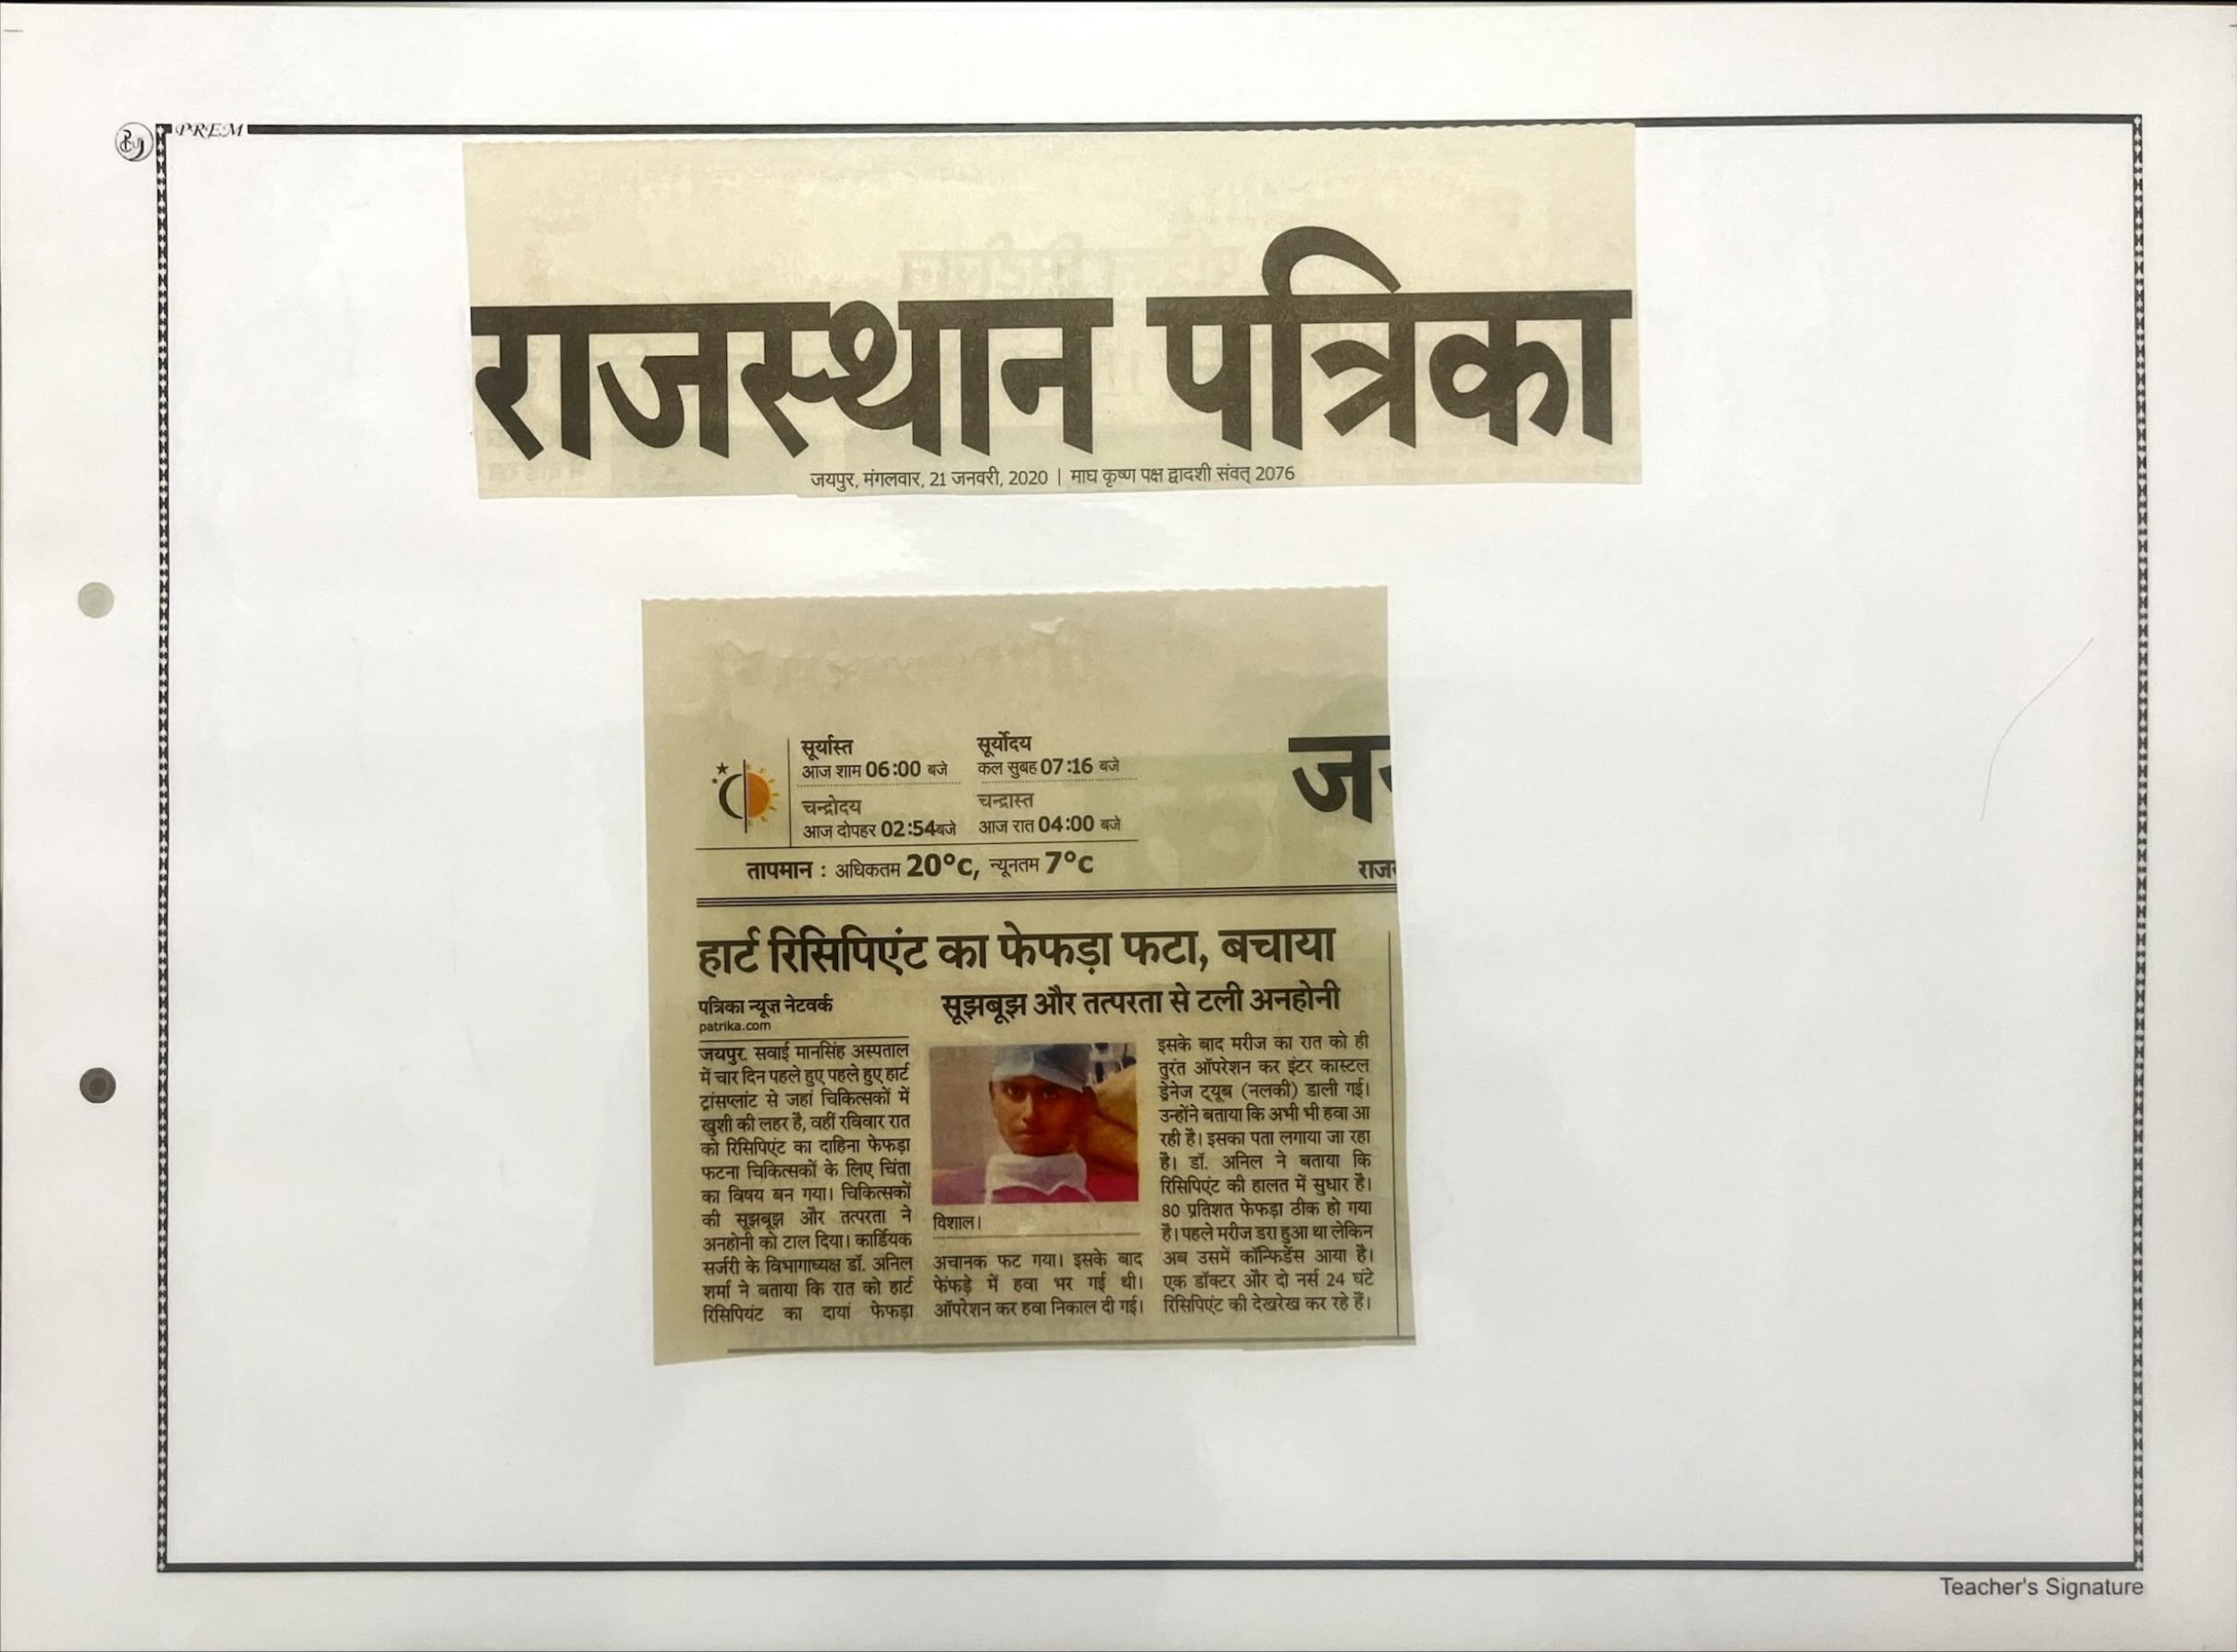 PREM
राजस्थान पत्रिका
जयपुर, मंगलवार, 21 जनवरी, 2020 | माघ कृष्ण पक्ष द्वादशी संवत् 2076
सूर्यास्त
आज शाम 06:00 बजे
सूर्योदय
कल सुबह 07:16 बजे
चन्द्रोदय
आज दोपहर 02:54बजे
चन्द्रास्त
आज रात 04:00 बजे
तापमान : अधिकतम 20°C, न्यूनतम 7°C
हार्ट रिसिपिएंट का फेफड़ा फटा, बचाया
सूझबूझ और तत्परता से टली अनहोनी
पत्रिका न्यूज़ नेटवर्क
patrika.com
जयपुर. सवाई मानसिंह अस्पताल
में चार दिन पहले हुए पहले हुए हार्ट
ट्रांसप्लांट से जहां चिकित्सकों में
खुशी की लहर है, वहीं रविवार रात
को रिसिपिएंट का दाहिना फेफड़ा
फटना चिकित्सकों के लिए चिंता
का विषय बन गया। चिकित्सकों
की सूझबूझ और तत्परता ने
अनहोनी को टाल दिया। कार्डियक
सर्जरी के विभागाध्यक्ष डॉ. अनिल
शर्मा ने बताया कि रात को हार्ट
रिसिपियंट का दायां फेफड़ा
विशाल।
अचानक फट गया। इसके बाद
फेंफड़े में हवा भर गई थी।
ऑपरेशन कर हवा निकाल दी गई।
इसके बाद मरीज का रात को ही
तुरंत ऑपरेशन कर इंटर कास्टल
ड्रेनेज ट्यूब (नलकी) डाली गई।
उन्होंने बताया कि अभी भी हवा आ
रही है। इसका पता लगाया जा रहा
है। डॉ. अनिल ने बताया कि
रिसिपिएंट की हालत में सुधार है।
80 प्रतिशत फेफड़ा ठीक हो गया
है। पहले मरीज डरा हुआ था लेकिन
अब उसमें कॉन्फिडेंस आया है।
एक डॉक्टर और दो नर्स 24 घंटे
रिसिपिएंट की देखरेख कर रहे हैं।
Teacher's Signature